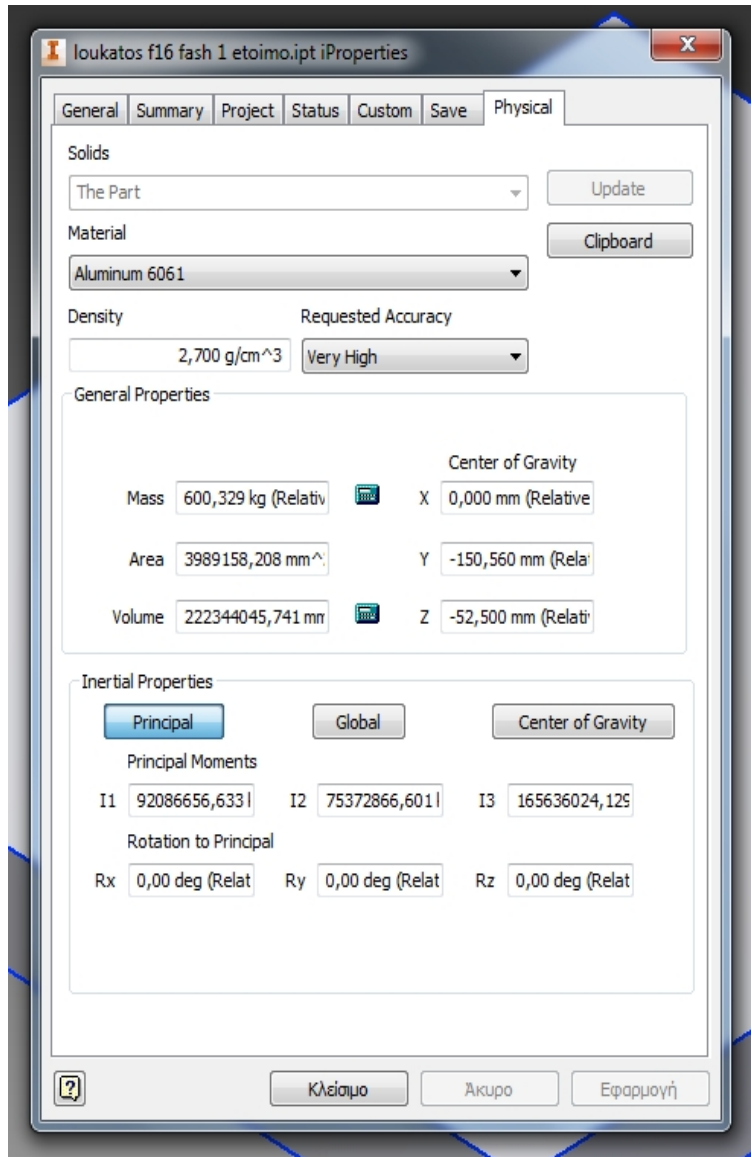 loukatos f16 fash 1 etoimo.ipt iProperties
General Summary Project Status Custom Save Physical
Solids
The Part Update
Material Clipboard
Aluminum 6061
Density Requested Accuracy
2,700 g/cm^3 Very High
General Properties
Center of Gravity
Mass 600,329 kg (Relativ X 0,000 mm (Relative
Area 3989158,208 mm^ Y -150,560 mm (Rela
Volume 222344045,741 mm Z -52,500 mm (Relati
Inertial Properties
Principal Global Center of Gravity
Principal Moments
I1 92086656,633 I2 75372866,601 I3 165636024,129
Rotation to Principal
Rx 0,00 deg (Relat Ry 0,00 deg (Relat Rz 0,00 deg (Relat
Κλείσιμο Άκυρο Εφαρμογή